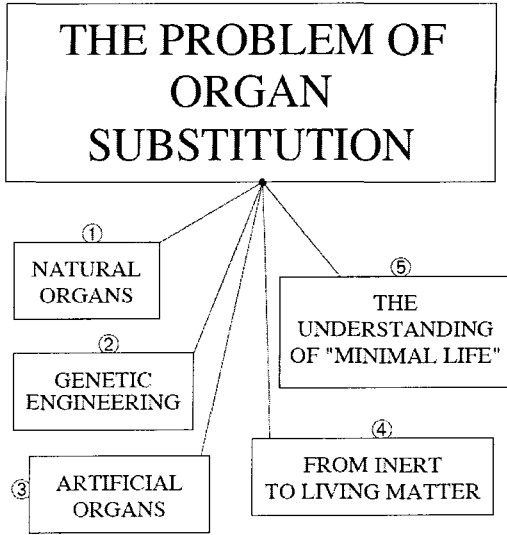 THE PROBLEM OF
ORGAN
SUBSTITUTION
①
NATURAL
ORGANS
②
GENETIC
ENGINEERING
③
ARTIFICIAL
ORGANS
④
FROM INERT
TO LIVING MATTER
⑤
THE
UNDERSTANDING
OF "MINIMAL LIFE"